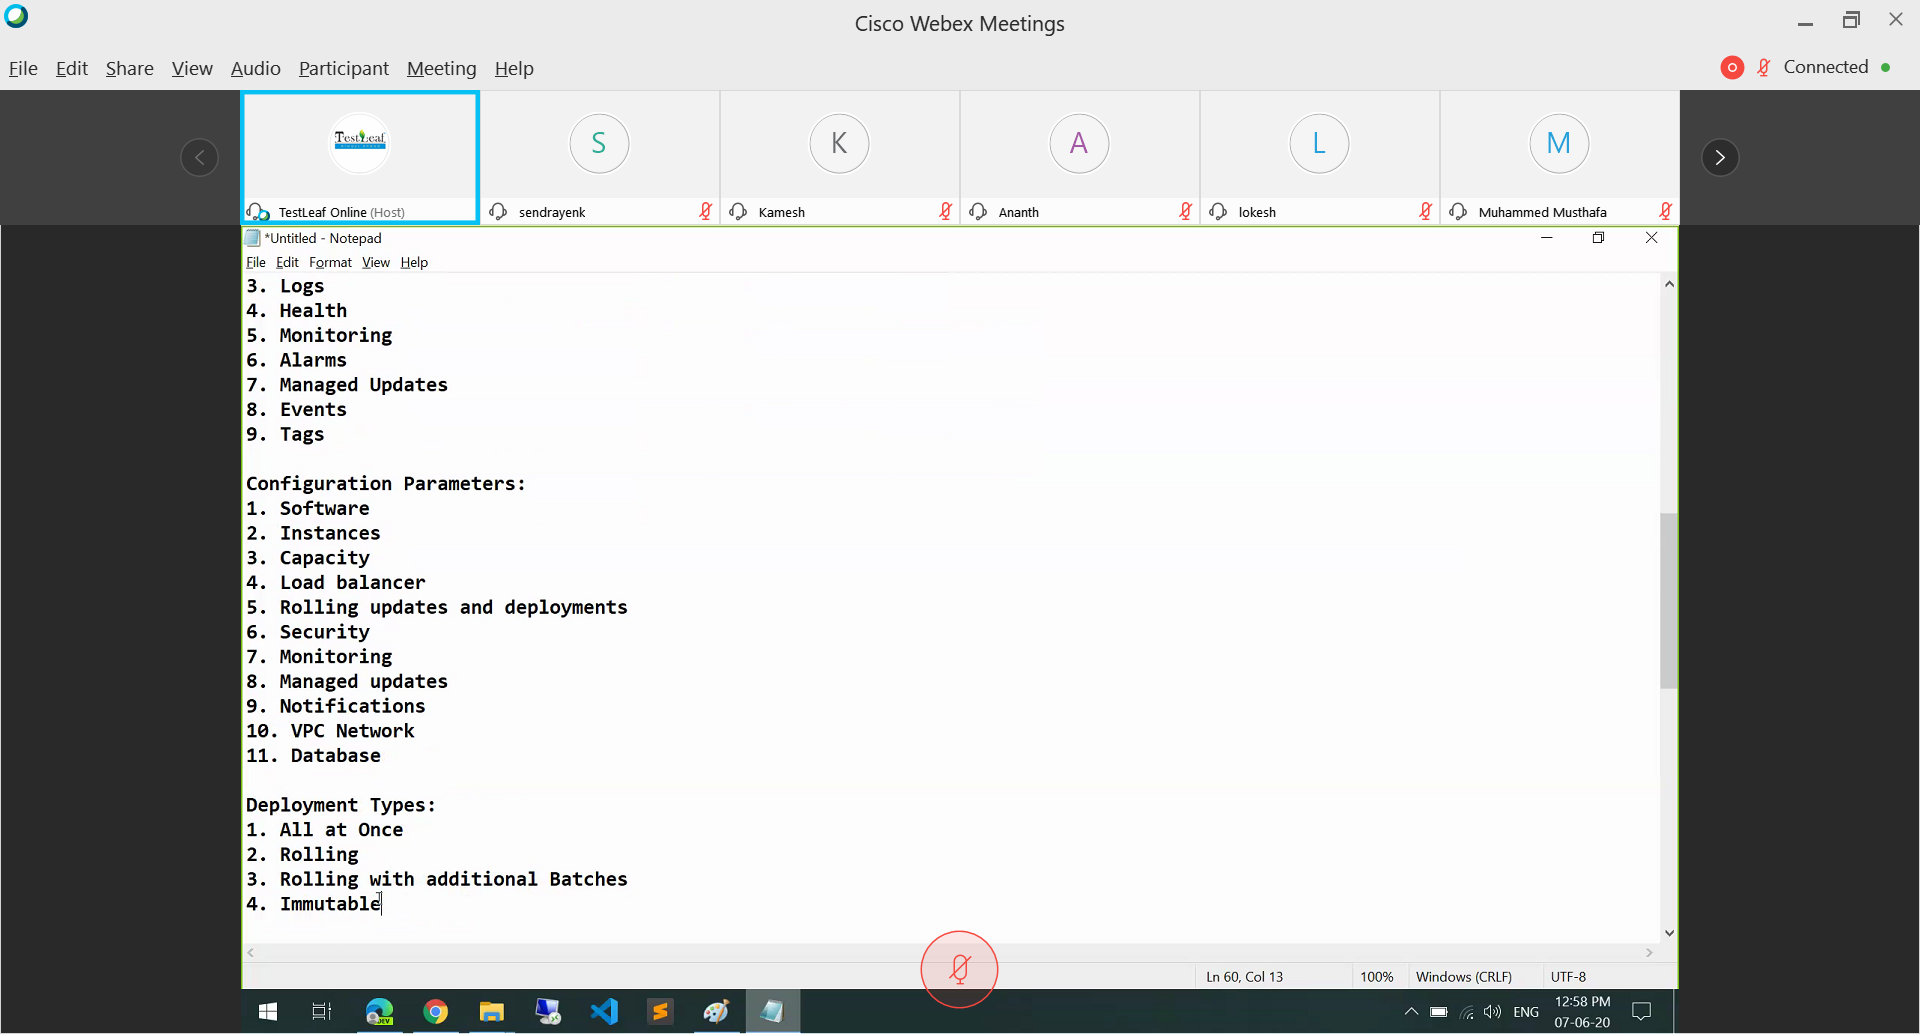 Cisco Webex Meetings
File Edit Share View Audio Participant Meeting Help
Connected
TestLeaf
S
K
A
L
M
TestLeaf Online (Host)
sendrayenk
Kamesh
Ananth
lokesh
Muhammed Musthafa
*Untitled - Notepad
File Edit Format View Help
3. Logs
4. Health
5. Monitoring
6. Alarms
7. Managed Updates
8. Events
9. Tags
Configuration Parameters:
1. Software
2. Instances
3. Capacity
4. Load balancer
5. Rolling updates and deployments
6. Security
7. Monitoring
8. Managed updates
9. Notifications
10. VPC Network
11. Database
Deployment Types:
1. All at Once
2. Rolling
3. Rolling with additional Batches
4. Immutable
Ln 60, Col 13
100%
Windows (CRLF)
UTF-8
DEV
ENG
12:58 PM
07-06-20